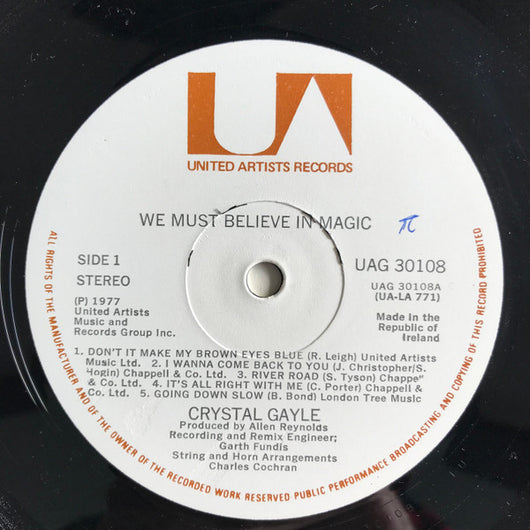 UA
UNITED ARTISTS RECORDS
WE MUST BELIEVE IN MAGIC
π
SIDE 1
STEREO
UAG 30108
UAG 30108A
(UA-LA 771)
(P) 1977
United Artists
Music and
Records Group Inc.
Made in the
Republic of
Ireland
1. DON'T IT MAKE MY BROWN EYES BLUE (R. Leigh) United Artists
Music Ltd. 2. I WANNA COME BACK TO YOU (J. Christopher/S.
Hogin) Chappell & Co. Ltd. 3. RIVER ROAD (S. Tyson) Chappe"
& Co. Ltd. 4. IT'S ALL RIGHT WITH ME (C. Porter) Chappell &
Co. Ltd. 5. GOING DOWN SLOW (B. Bond) London Tree Music
CRYSTAL GAYLE
Produced by Allen Reynolds
Recording and Remix Engineer;
Garth Fundis
String and Horn Arrangements
Charles Cochran
ALL RIGHTS OF THE MANUFACTURER AND OF THE OWNER OF THE RECORDED WORK RESERVED PUBLIC PERFORMANCE BROADCASTING AND COPYING OF THIS RECORD PROHIBITED